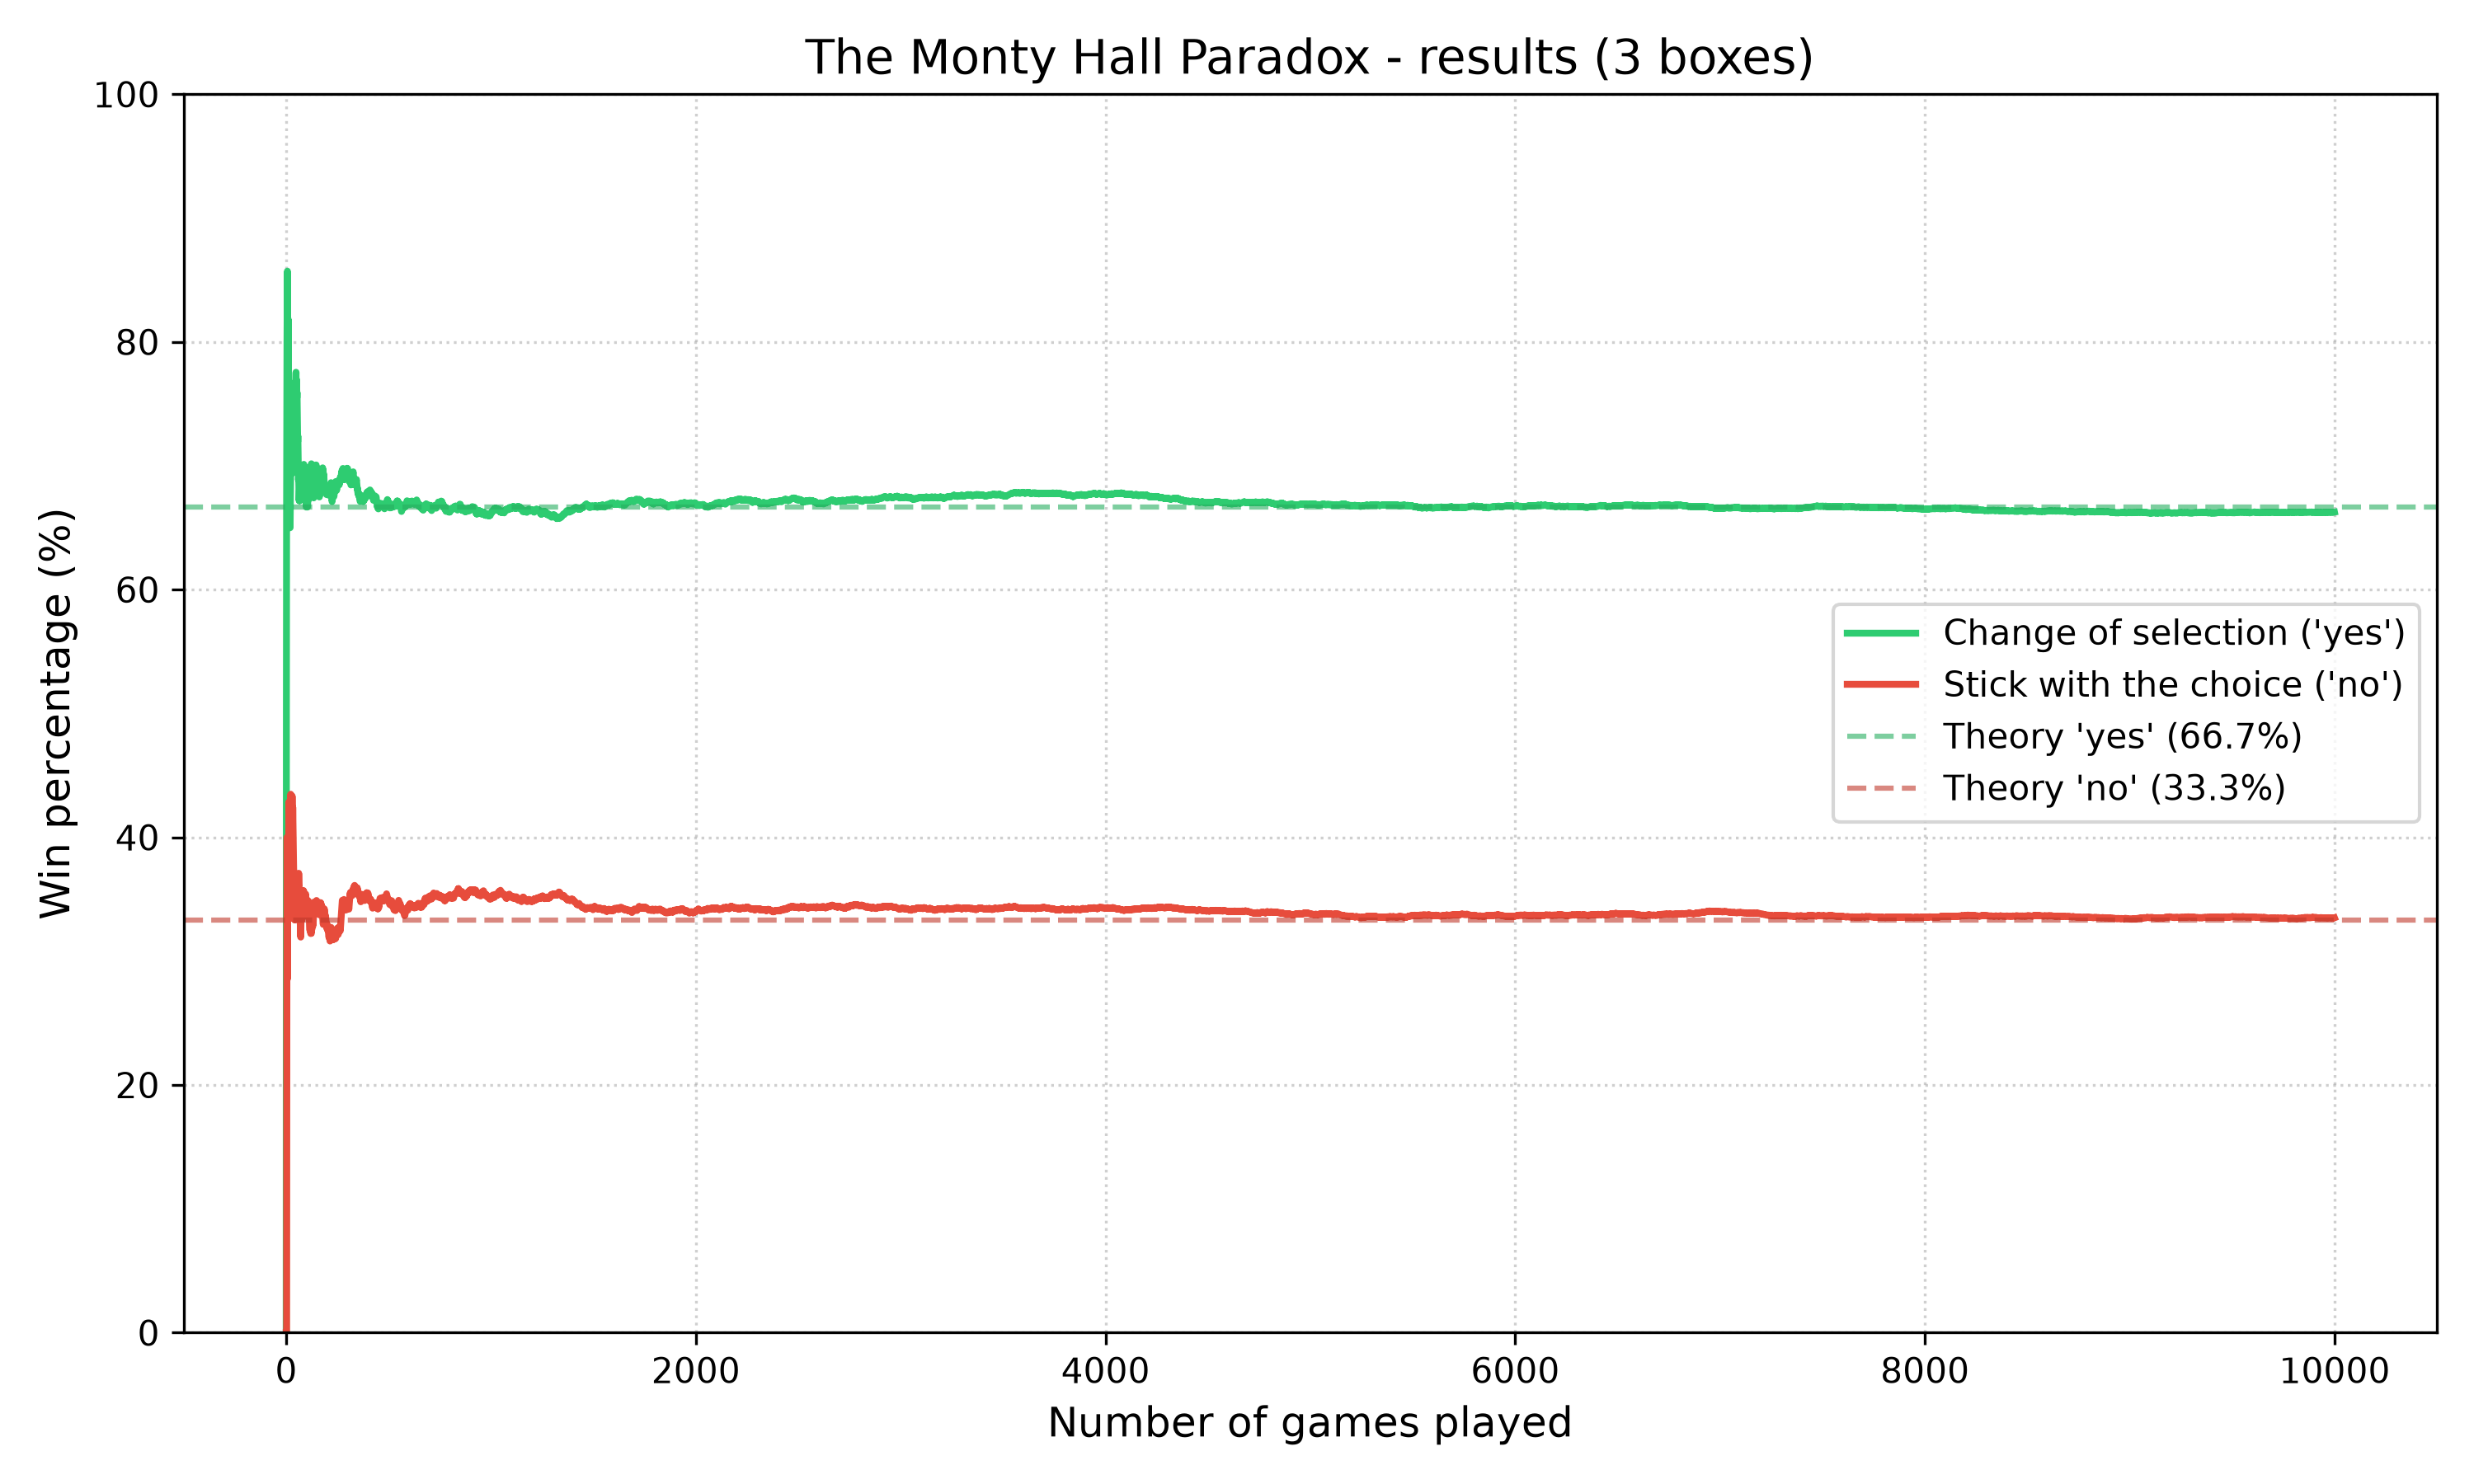 The Monty Hall Paradox - results (3 boxes)
100
80
60
40
20
0
Win percentage (%)
Change of selection ('yes')
Stick with the choice ('no')
Theory 'yes' (66.7%)
Theory 'no' (33.3%)
0 2000 4000 6000 8000 10000
Number of games played